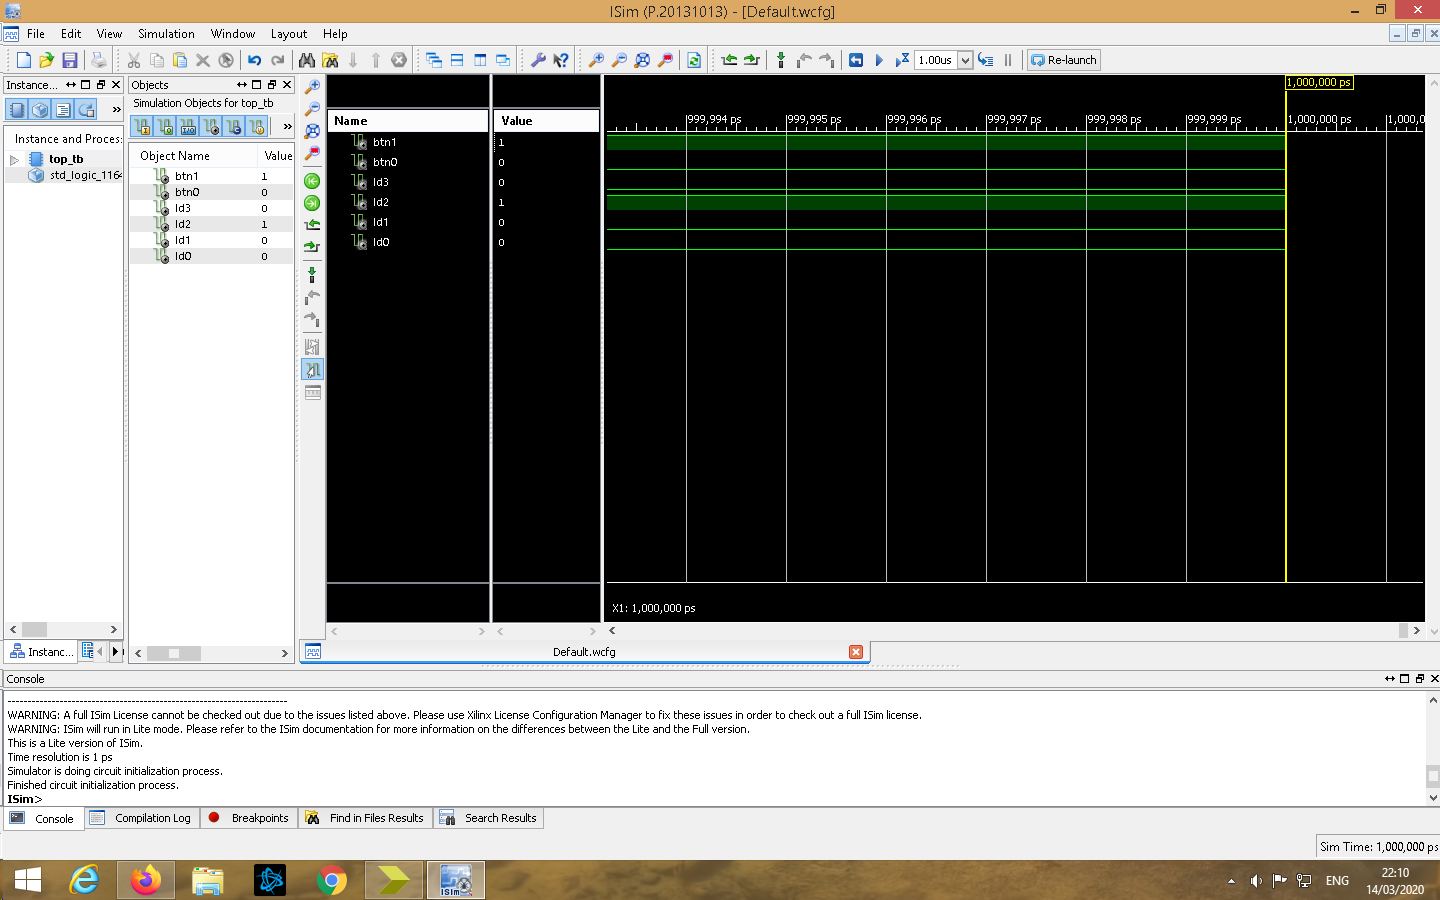 ISim (P.20131013) - [Default.wcfg]
File Edit View Simulation Window Layout Help
1.00us
Re-launch
Instance...
Instance and Proces
top_tb
std_logic_1164
Instanc...
Objects
Simulation Objects for top_tb
Object Name Value
btn1 1
btn0 0
ld3 0
ld2 1
ld1 0
ld0 0
Name Value
btn1 1
btn0 0
ld3 0
ld2 1
ld1 0
ld0 0
1,000,000 ps
999,994 ps 999,995 ps 999,996 ps 999,997 ps 999,998 ps 999,999 ps 1,000,000 ps 1,000,0
X1: 1,000,000 ps
Default.wcfg
Console
WARNING: A full ISim License cannot be checked out due to the issues listed above. Please use Xilinx License Configuration Manager to fix these issues in order to check out a full ISim license.
WARNING: ISim will run in Lite mode. Please refer to the ISim documentation for more information on the differences between the Lite and the Full version.
This is a Lite version of ISim.
Time resolution is 1 ps
Simulator is doing circuit initialization process.
Finished circuit initialization process.
ISim>
Console Compilation Log Breakpoints Find in Files Results Search Results
Sim Time: 1,000,000 ps
ISim
ENG
22:10
14/03/2020